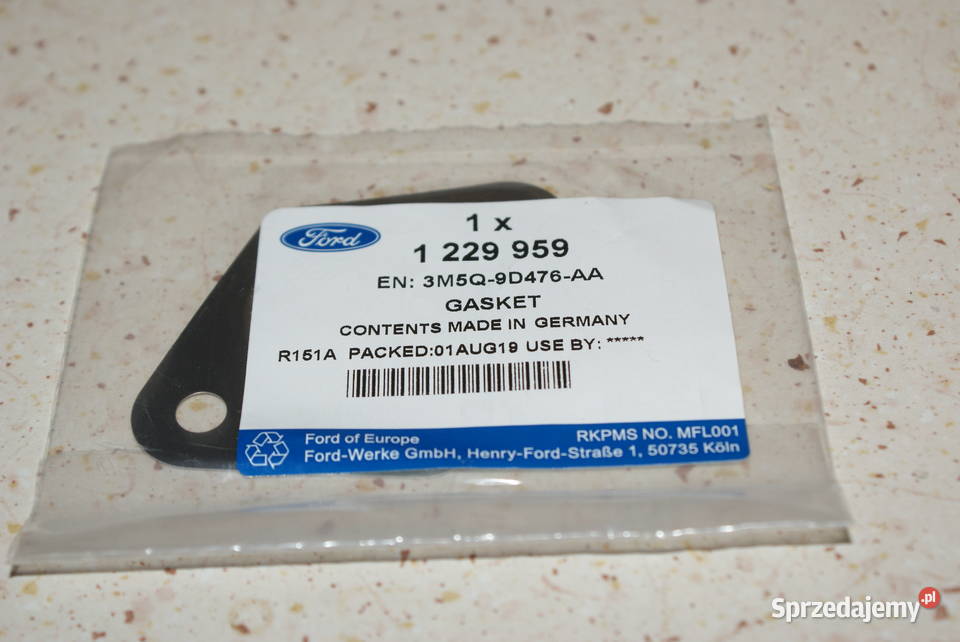 Ford
1 x
1 229 959
EN: 3M5Q-9D476-AA
GASKET
CONTENTS MADE IN GERMANY
R151A PACKED:01AUG19 USE BY: *****
Ford of Europe
RKPMS NO. MFL001
Ford-Werke GmbH, Henry-Ford-Straße 1, 50735 Köln
Sprzedajemy.pl